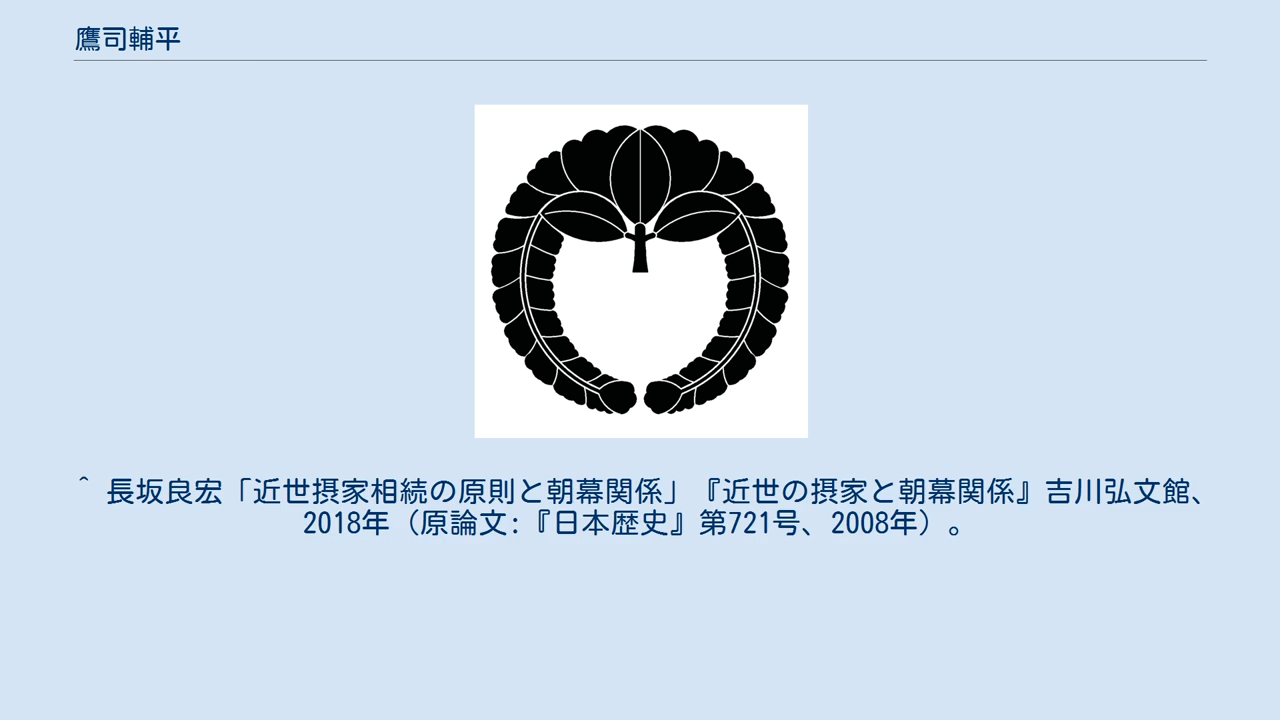 鷹司輔平
^ 長坂良宏「近世摂家相続の原則と朝幕関係」『近世の摂家と朝幕関係』吉川弘文館、
2018年（原論文:『日本歴史』第721号、2008年）。